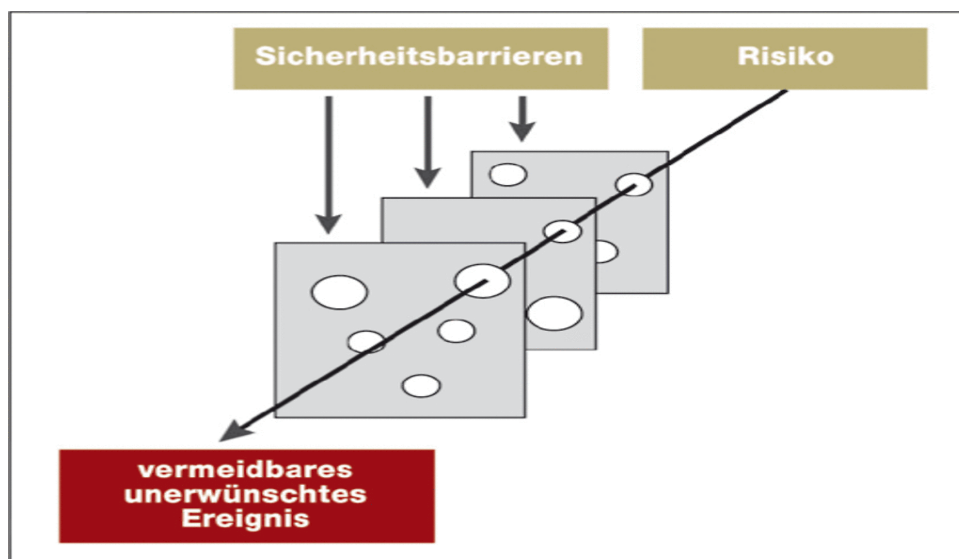 Sicherheitsbarrieren
Risiko
vermeidbares
unerwünschtes
Ereignis